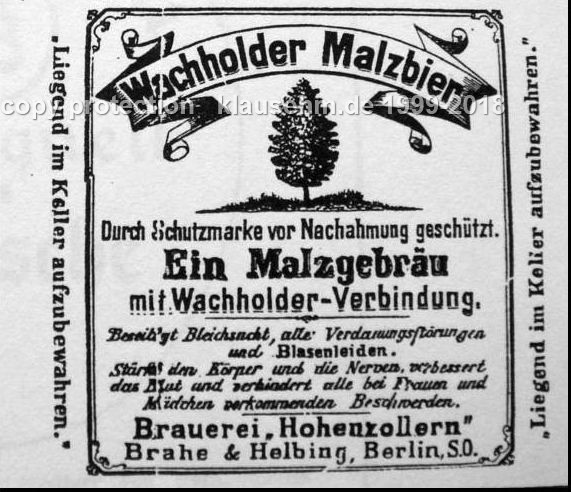 Wachholder Malzbier
copy protection - klausehm.de 1999-2018
Durch Schutzmarke vor Nachahmung geschützt.
Ein Malzgebräu
mit Wachholder-Verbindung.
Beseitigt Bleichsucht, alle Verdauungsstörungen
und Blasenleiden.
Stärkt den Körper und die Nerven, verbessert
das Blut und verhindert alle bei Frauen und
Mädchen vorkommenden Beschwerden.
Brauerei „Hohenzollern”
Brahe & Helbing, Berlin, S.O.
„Liegend im Keller aufzubewahren.”
„Liegend im Keller aufzubewahren.”